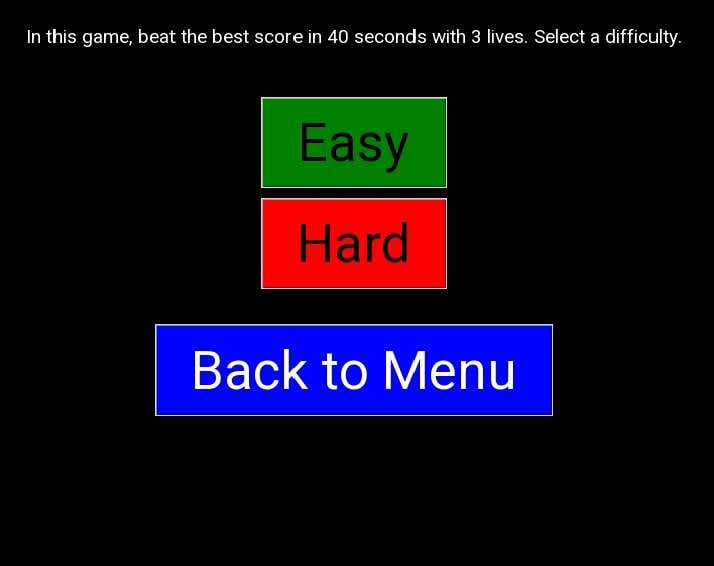 In this game, beat the best score in 40 seconds with 3 lives. Select a difficulty.
Easy
Hard
Back to Menu